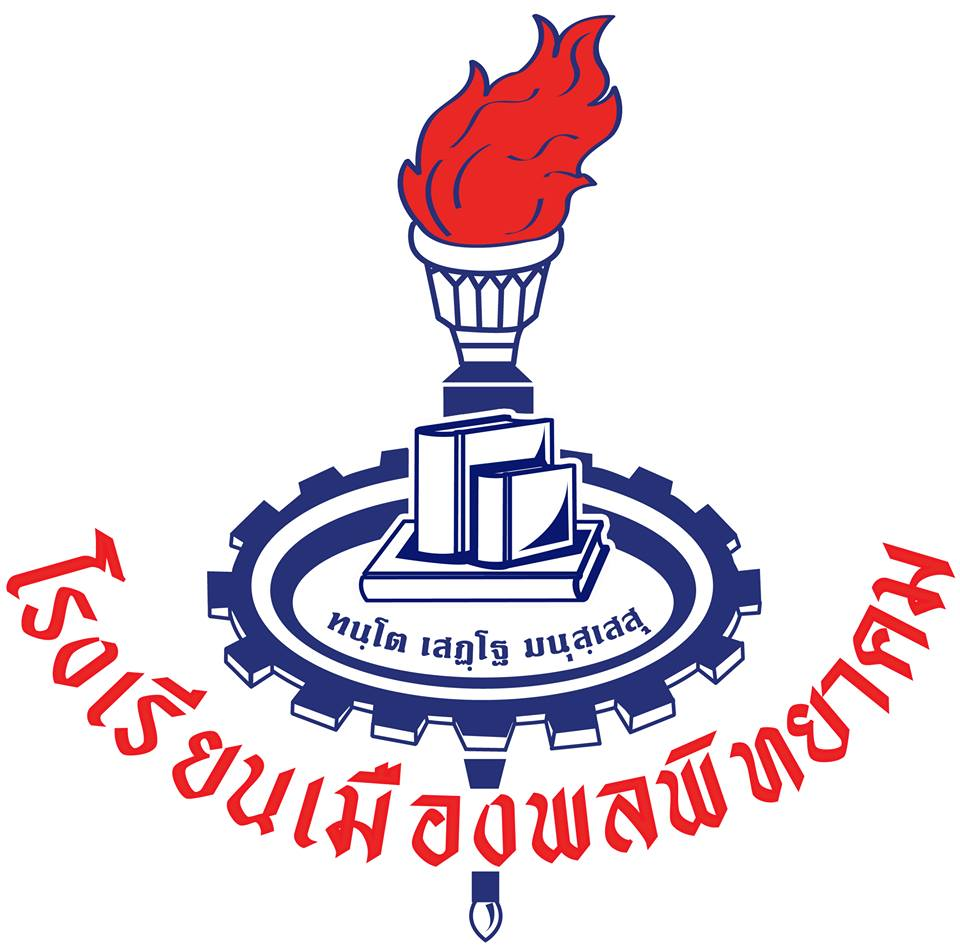 ทนฺโต เสฏฺโฐ มนุสฺเสสุ
โรงเรียนเมืองพลพิทยาคม